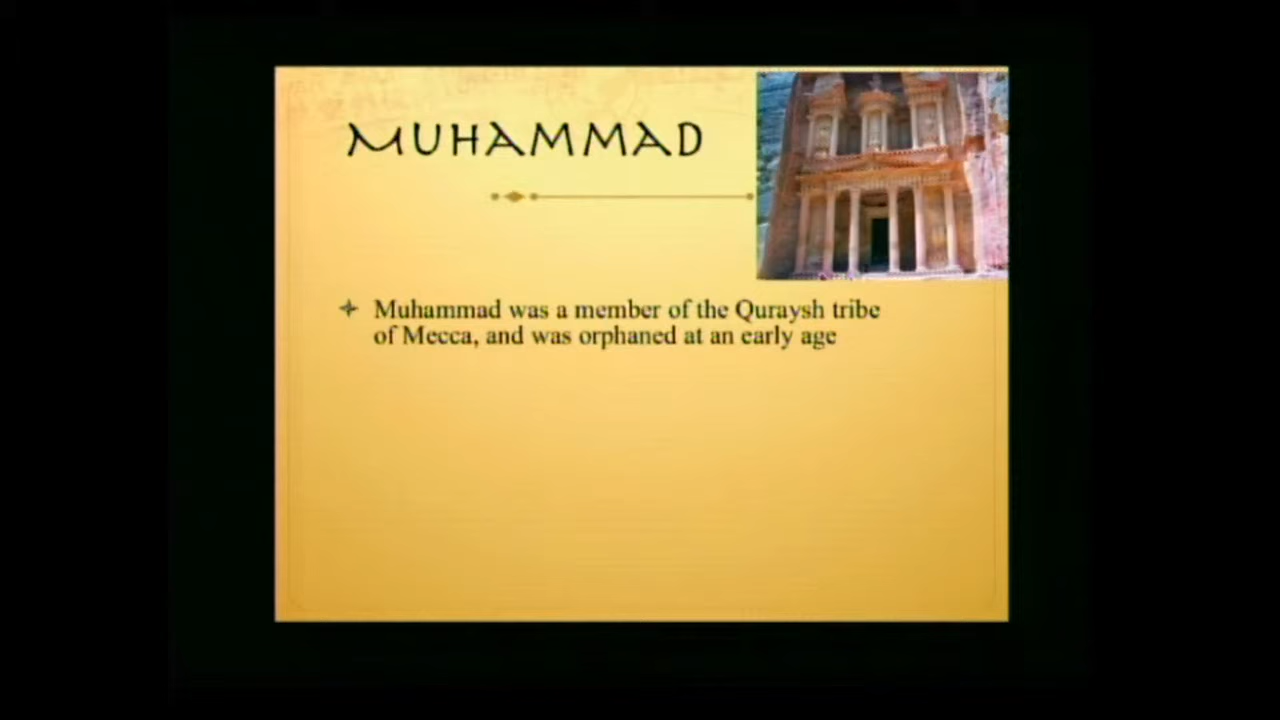 MUHAMMAD
Muhammad was a member of the Quraysh tribe
of Mecca, and was orphaned at an early age